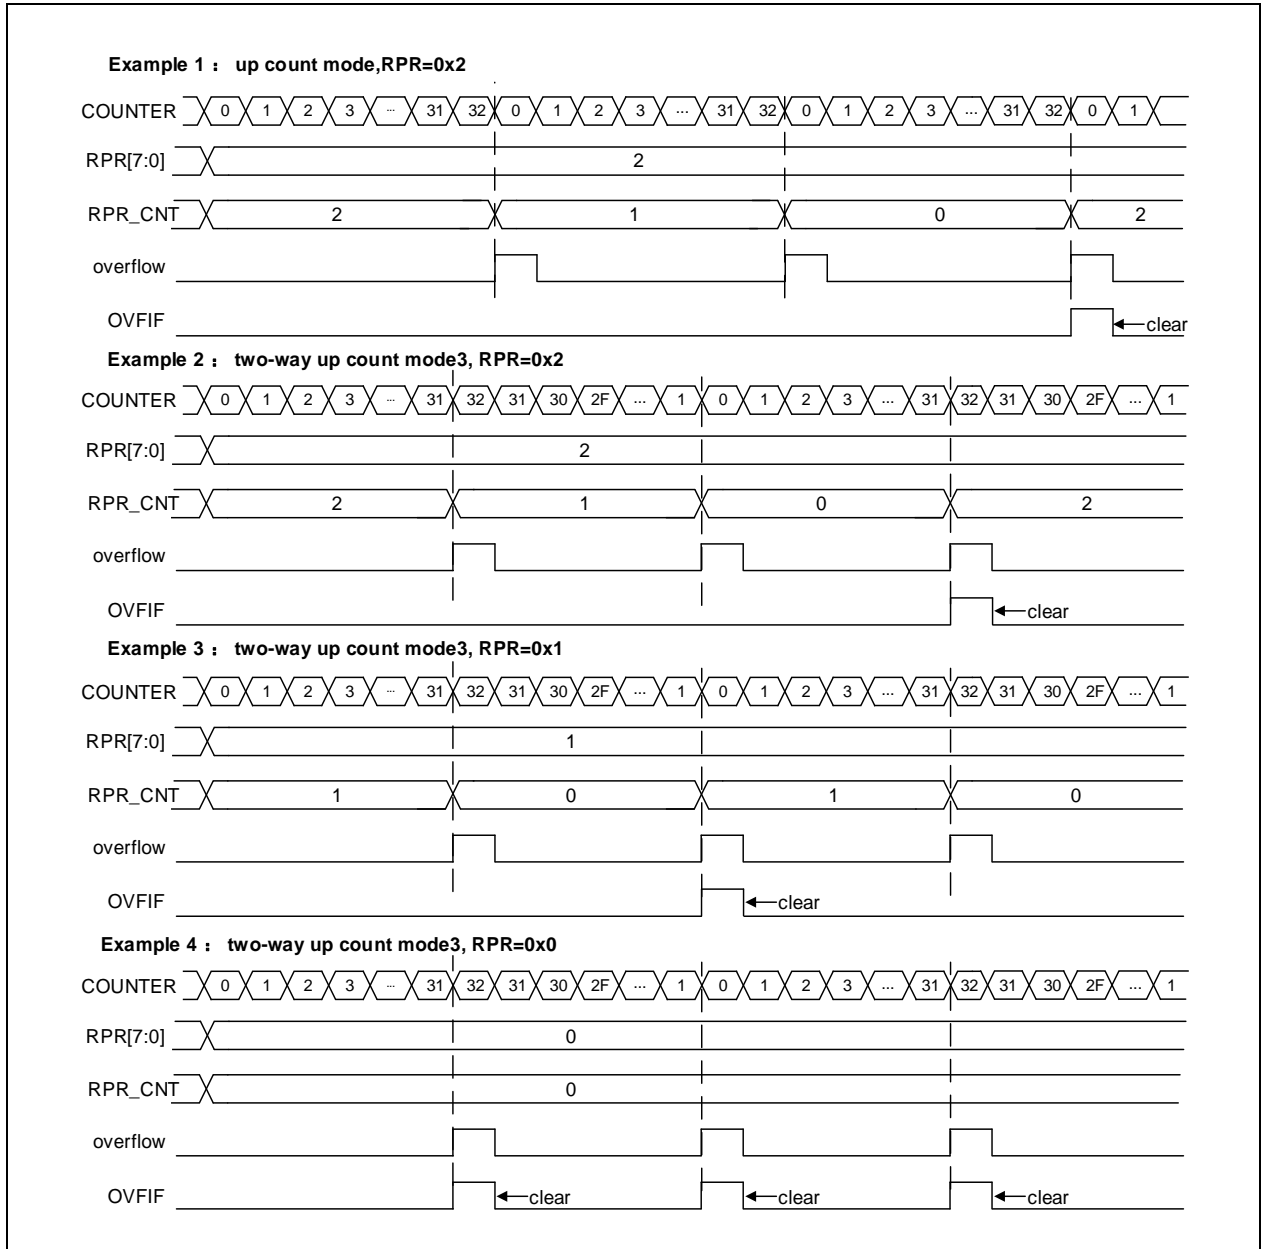 Example 1 : up count mode,RPR=0x2
COUNTER 0 1 2 3 ... 31 32 0 1 2 3 ... 31 32 0 1 2 3 ... 31 32 0 1
RPR[7:0] 2
RPR_CNT 2 1 0 2
overflow
OVFIF clear
Example 2 : two-way up count mode3, RPR=0x2
COUNTER 0 1 2 3 ... 31 32 31 30 2F ... 1 0 1 2 3 ... 31 32 31 30 2F ... 1
RPR[7:0] 2
RPR_CNT 2 1 0 2
overflow
OVFIF clear
Example 3 : two-way up count mode3, RPR=0x1
COUNTER 0 1 2 3 ... 31 32 31 30 2F ... 1 0 1 2 3 ... 31 32 31 30 2F ... 1
RPR[7:0] 1
RPR_CNT 1 0 1 0
overflow
OVFIF clear
Example 4 : two-way up count mode3, RPR=0x0
COUNTER 0 1 2 3 ... 31 32 31 30 2F ... 1 0 1 2 3 ... 31 32 31 30 2F ... 1
RPR[7:0] 0
RPR_CNT 0
overflow
OVFIF clear clear clear